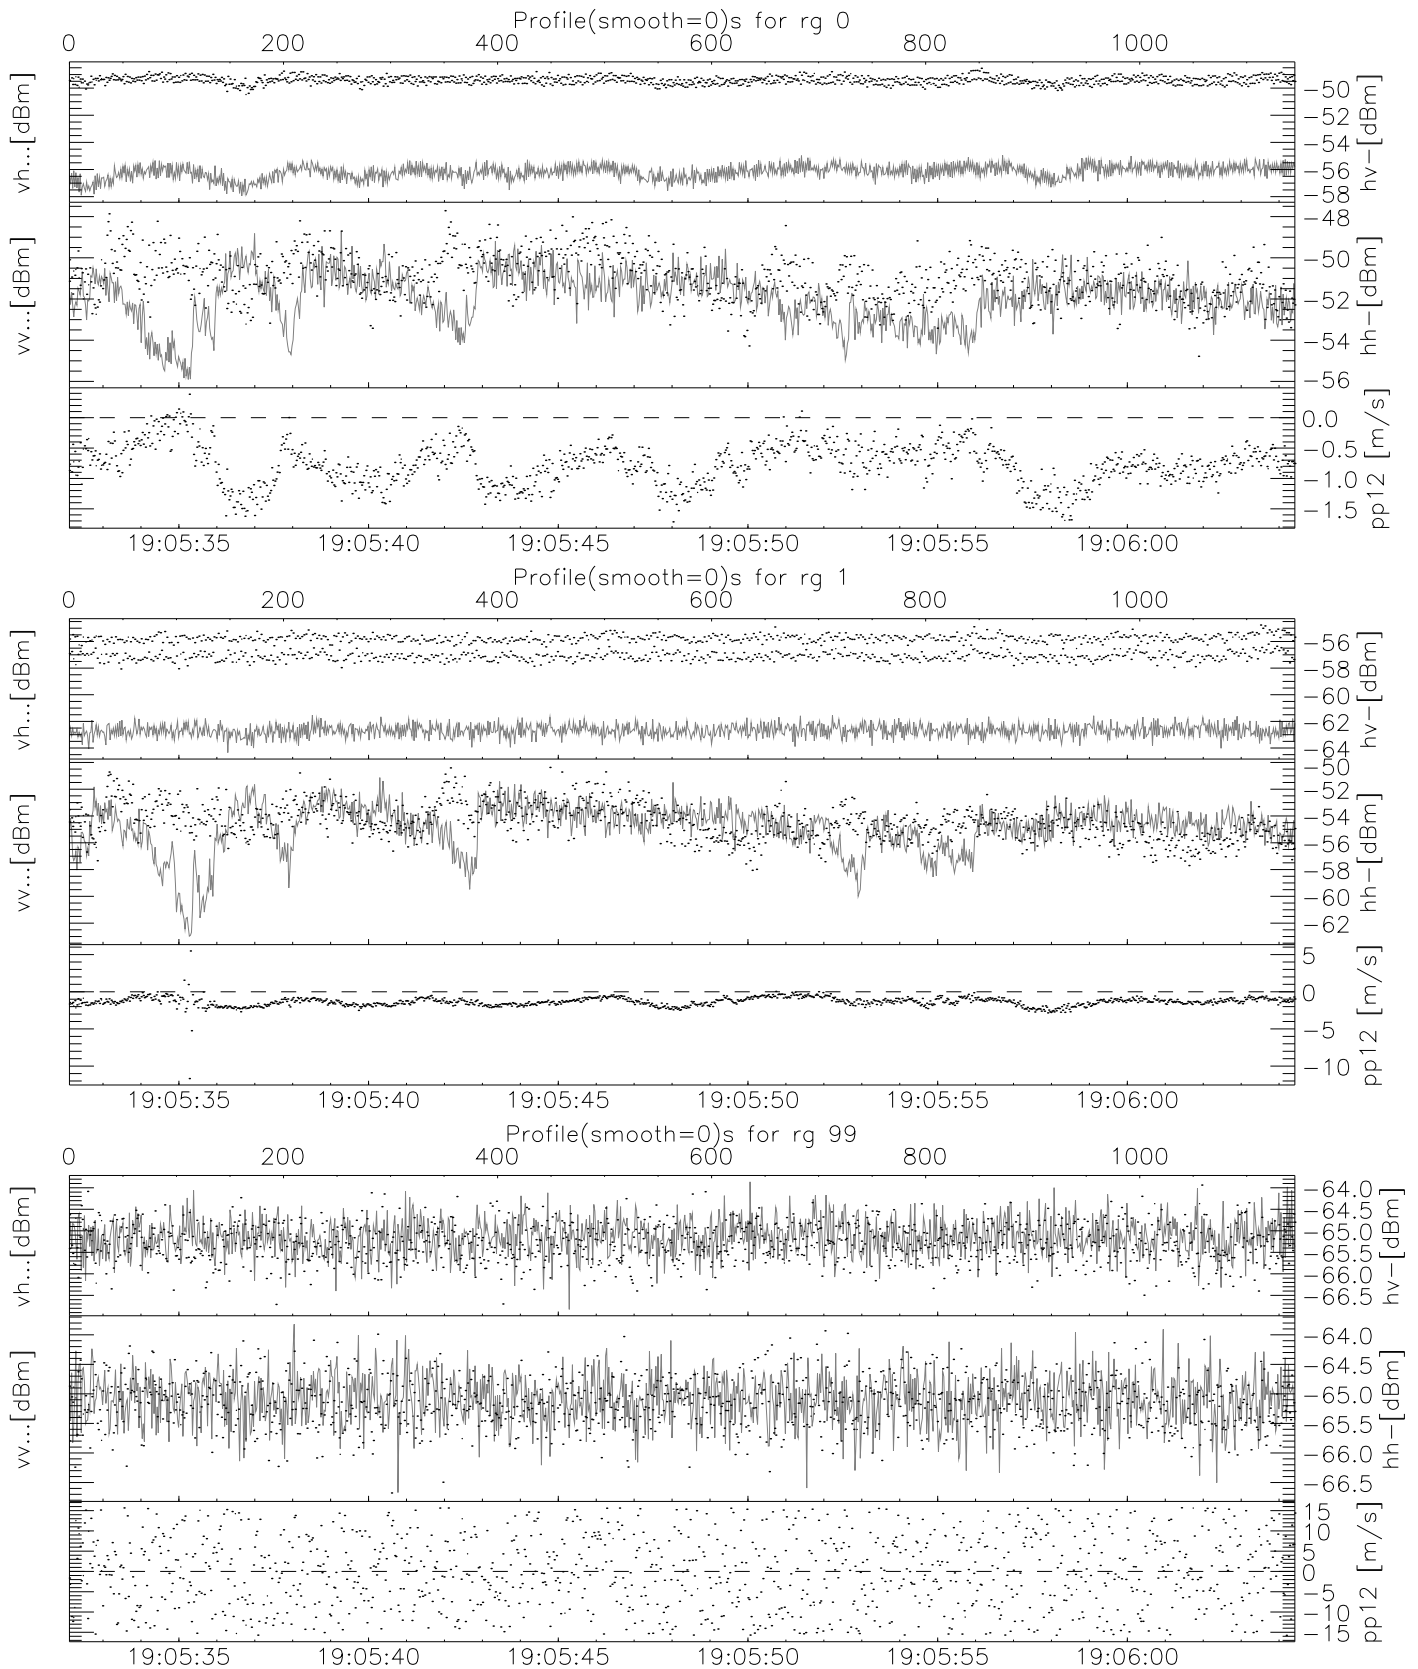 Profile(smooth=0)s for rg 0
0 200 400 600 800 1000
vh...[dBm]
-50
-52
-54
-56
-58
hv-[dBm]
vv...[dBm]
-48
-50
-52
-54
-56
hh-[dBm]
0.0
-0.5
-1.0
-1.5
pp12 [m/s]
19:05:35 19:05:40 19:05:45 19:05:50 19:05:55 19:06:00
Profile(smooth=0)s for rg 1
0 200 400 600 800 1000
vh...[dBm]
-56
-58
-60
-62
-64
hv-[dBm]
vv...[dBm]
-50
-52
-54
-56
-58
-60
-62
hh-[dBm]
5
0
-5
-10
pp12 [m/s]
19:05:35 19:05:40 19:05:45 19:05:50 19:05:55 19:06:00
Profile(smooth=0)s for rg 99
0 200 400 600 800 1000
vh...[dBm]
-64.0
-64.5
-65.0
-65.5
-66.0
-66.5
hv-[dBm]
vv...[dBm]
-64.0
-64.5
-65.0
-65.5
-66.0
-66.5
hh-[dBm]
15
10
5
0
-5
-10
-15
pp12 [m/s]
19:05:35 19:05:40 19:05:45 19:05:50 19:05:55 19:06:00